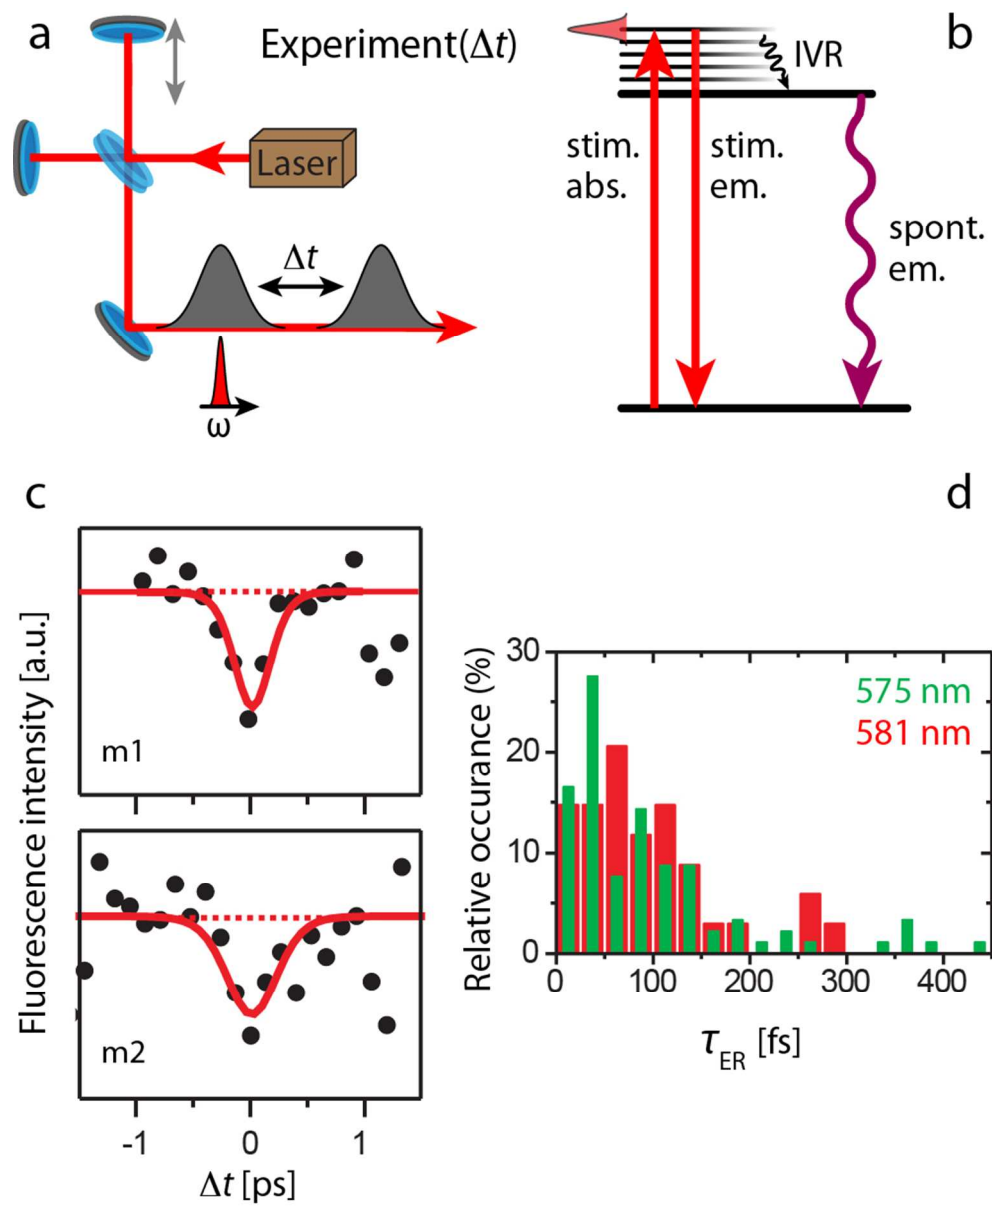 a
Experiment(Δt)
Laser
Δt
ω
b
IVR
stim.
abs.
stim.
em.
spont.
em.
c
Fluorescence intensity [a.u.]
m1
m2
-1 0 1
Δt [ps]
d
Relative occurance (%)
30
20
10
0
575 nm
581 nm
0 100 200 300 400
τER [fs]